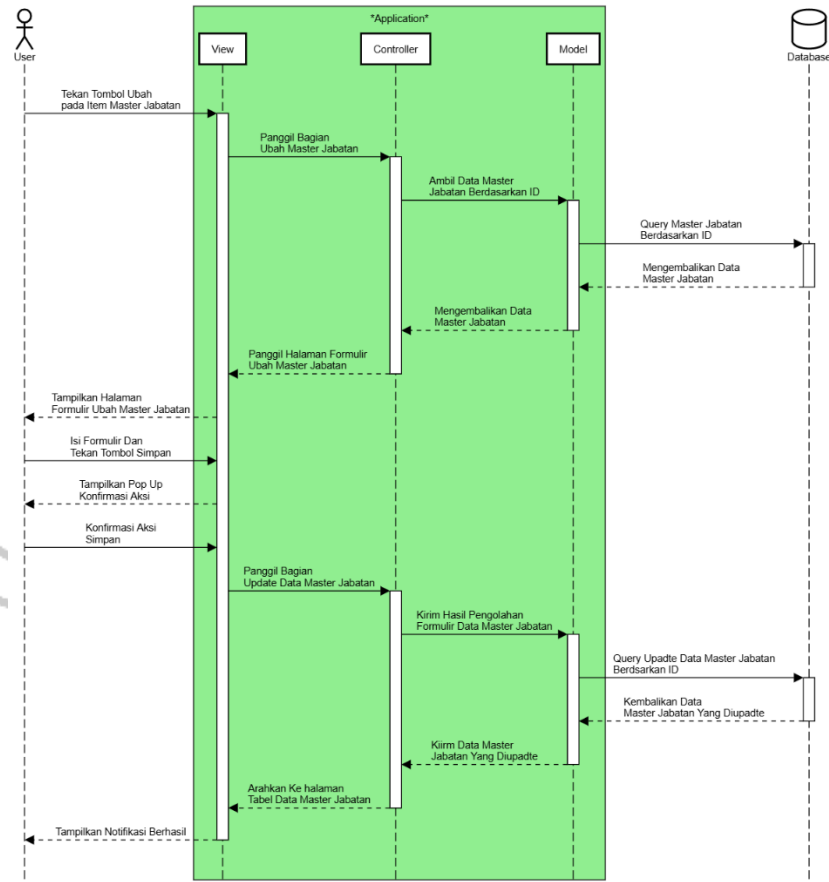 *Application*
User
View
Controller
Model
Database
Tekan Tombol Ubah
pada Item Master Jabatan
Panggil Bagian
Ubah Master Jabatan
Ambil Data Master
Jabatan Berdasarkan ID
Query Master Jabatan
Berdasarkan ID
Mengembalikan Data
Master Jabatan
Mengembalikan Data
Master Jabatan
Panggil Halaman Formulir
Ubah Master Jabatan
Tampilkan Halaman
Formulir Ubah Master Jabatan
Isi Formulir Dan
Tekan Tombol Simpan
Tampilkan Pop Up
Konfirmasi Aksi
Konfirmasi Aksi
Simpan
Panggil Bagian
Update Data Master Jabatan
Kirim Hasil Pengolahan
Formulir Data Master Jabatan
Query Upadte Data Master Jabatan
Berdsarkan ID
Kembalikan Data
Master Jabatan Yang Diupadte
Kiirm Data Master
Jabatan Yang Diupadte
Arahkan Ke halaman
Tabel Data Master Jabatan
Tampilkan Notifikasi Berhasil